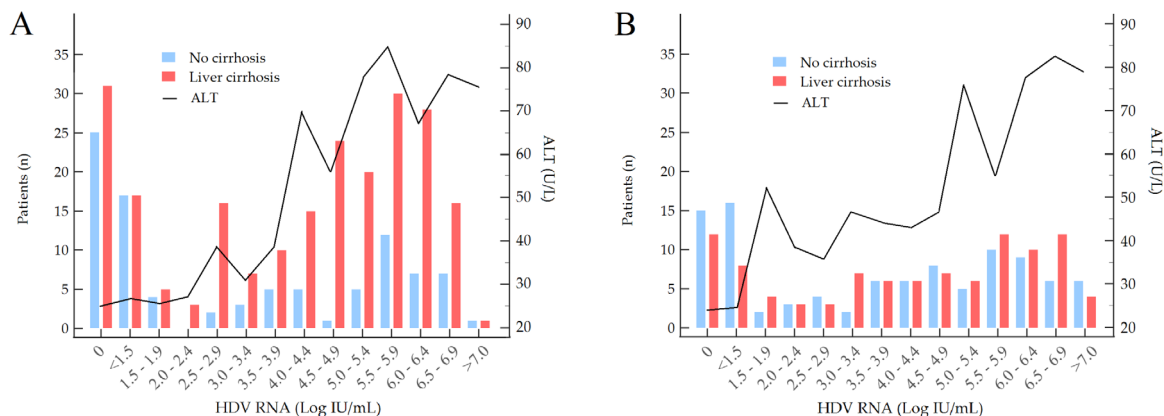 A
Patients (n)
35
30
25
20
15
10
5
0
No cirrhosis
Liver cirrhosis
ALT
90
80
70
60
50
40
30
20
ALT (U/L)
0
<1.5
1.5 - 1.9
2.0 - 2.4
2.5 - 2.9
3.0 - 3.4
3.5 - 3.9
4.0 - 4.4
4.5 - 4.9
5.0 - 5.4
5.5 - 5.9
6.0 - 6.4
6.5 - 6.9
>7.0
HDV RNA (Log IU/mL)
B
Patients (n)
35
30
25
20
15
10
5
0
No cirrhosis
Liver cirrhosis
ALT
90
80
70
60
50
40
30
20
ALT (U/L)
0
<1.5
1.5 - 1.9
2.0 - 2.4
2.5 - 2.9
3.0 - 3.4
3.5 - 3.9
4.0 - 4.4
4.5 - 4.9
5.0 - 5.4
5.5 - 5.9
6.0 - 6.4
6.5 - 6.9
>7.0
HDV RNA (Log IU/mL)